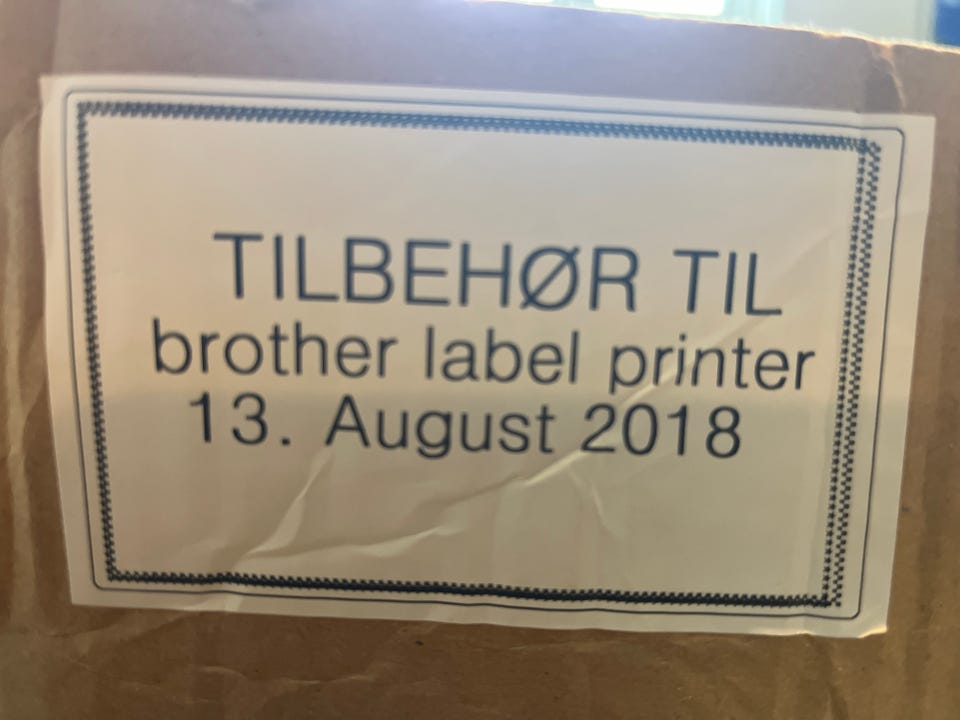 TILBEHØR TIL
brother label printer
13. August 2018